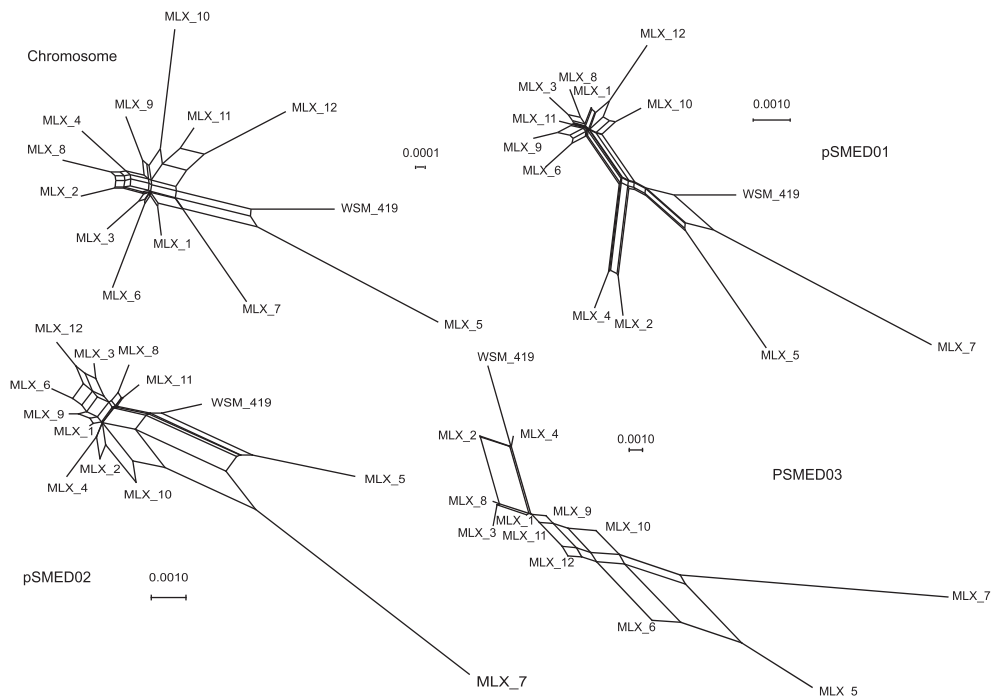 Chromosome
MLX_10
MLX_9
MLX_11
MLX_12
MLX_4
MLX_8
MLX_2
0.0001
WSM_419
MLX_3
MLX_1
MLX_6
MLX_7
MLX_5
pSMED01
MLX_12
MLX_8
MLX_3
MLX_1
MLX_10
MLX_11
MLX_9
MLX_6
0.0010
WSM_419
MLX_4
MLX_2
MLX_5
MLX_7
MLX_12
MLX_3
MLX_8
MLX_6
MLX_11
WSM_419
MLX_9
MLX_1
MLX_2
MLX_4
MLX_10
MLX_5
pSMED02
0.0010
MLX_7
WSM_419
MLX_2
MLX_4
0.0010
PSMED03
MLX_8
MLX_1
MLX_9
MLX_3
MLX_11
MLX_10
MLX_12
MLX_6
MLX_7
MLX_5